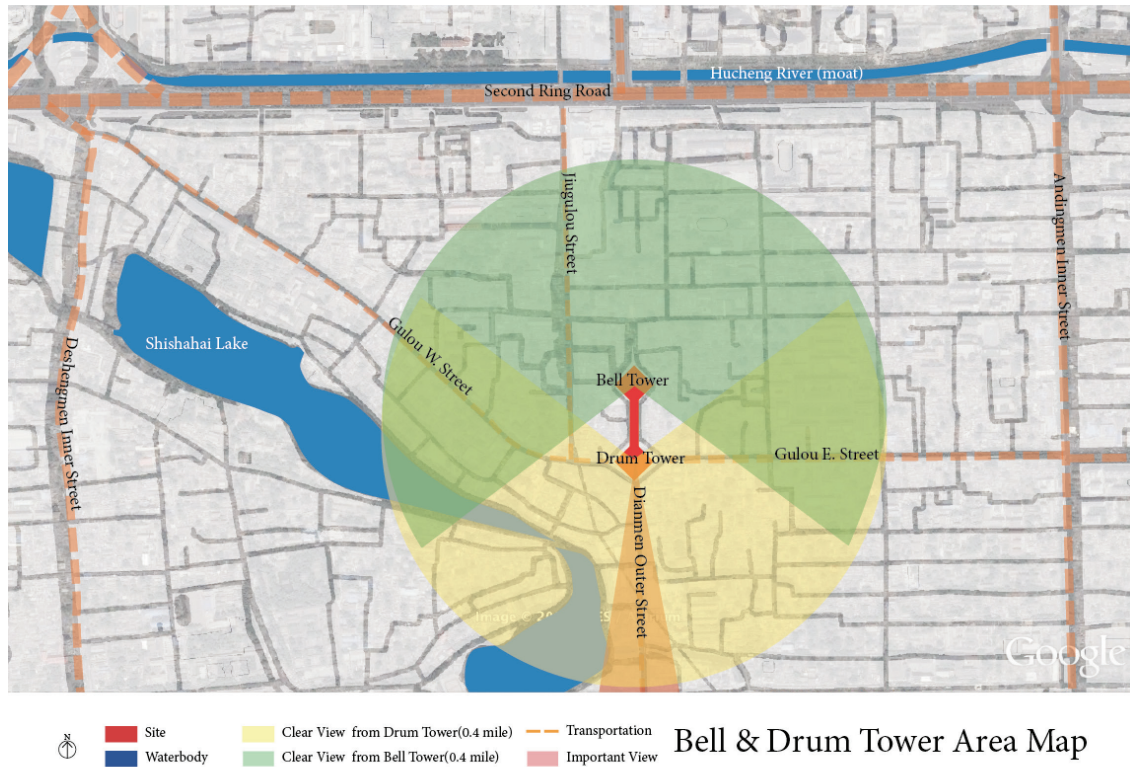 Hucheng River (moat)
Second Ring Road
Jiugulou Street
Andingmen Inner Street
Gulou W. Street
Shishahai Lake
Deshengmen Inner Street
Bell Tower
Drum Tower
Gulou E. Street
Dianmen Outer Street
Google
N
Site
Clear View from Drum Tower(0.4 mile)
Transportation
Waterbody
Clear View from Bell Tower(0.4 mile)
Important View
Bell & Drum Tower Area Map